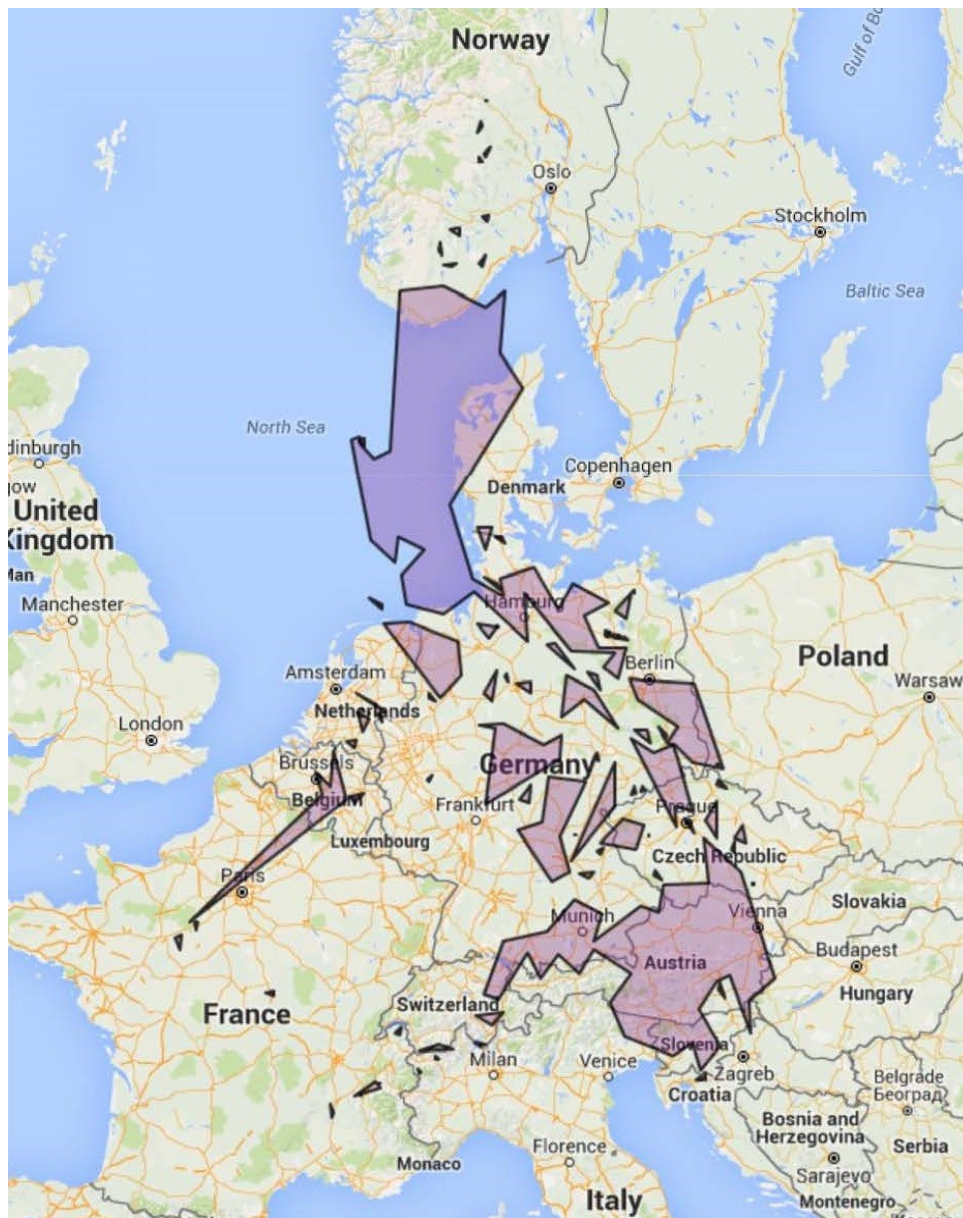 Norway
Gulf of Bo
Oslo
Stockholm
Baltic Sea
North Sea
dinburgh
gow
Copenhagen
Denmark
United
Kingdom
Man
Manchester
Hamburg
Berlin
Poland
Warsaw
Amsterdam
Netherlands
London
Brussels
Belgium
Germany
Frankfurt
Prague
Luxembourg
Czech Republic
Paris
Slovakia
Munich
Vienna
Budapest
Austria
Hungary
Switzerland
France
Slovenia
Milan
Venice
Zagreb
Croatia
Belgrade
Београд
Bosnia and
Herzegovina
Serbia
Florence
Monaco
Sarajevo
Montenegro
Italy